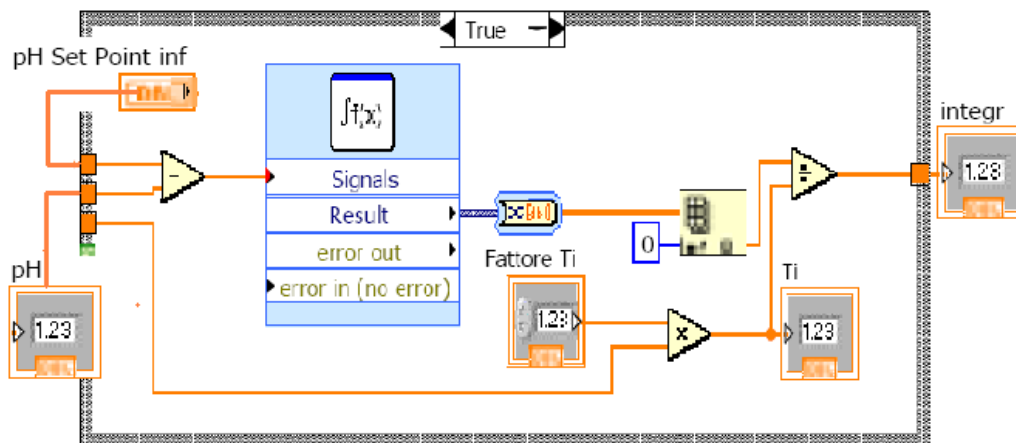 True
pH Set Point inf
integr
1.23
Signals
Result
0
error out
Fattore Ti
Ti
pH
error in (no error)
1.23
1.23
1.23